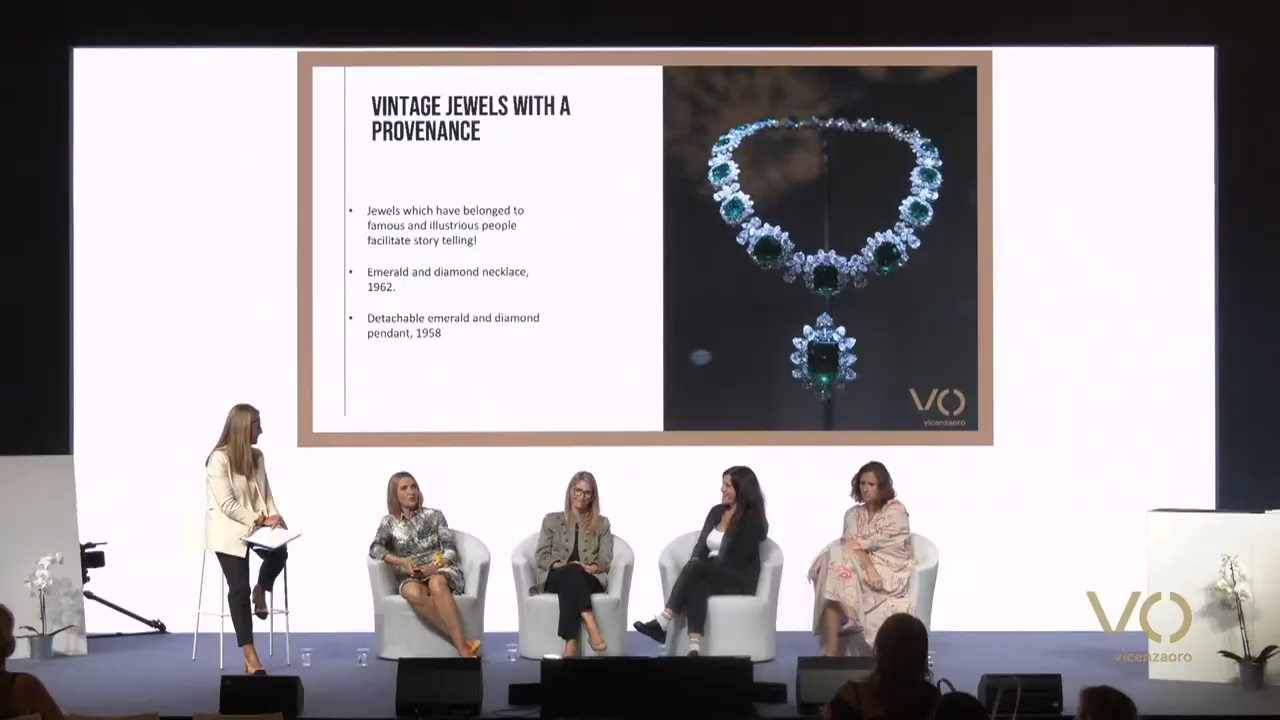 VINTAGE JEWELS WITH A
PROVENANCE
• Jewels which have belonged to
famous and illustrious people
facilitate story telling!
• Emerald and diamond necklace,
1962.
• Detachable emerald and diamond
pendant, 1958
VO
vicenzaoro
VO
vicenzaoro